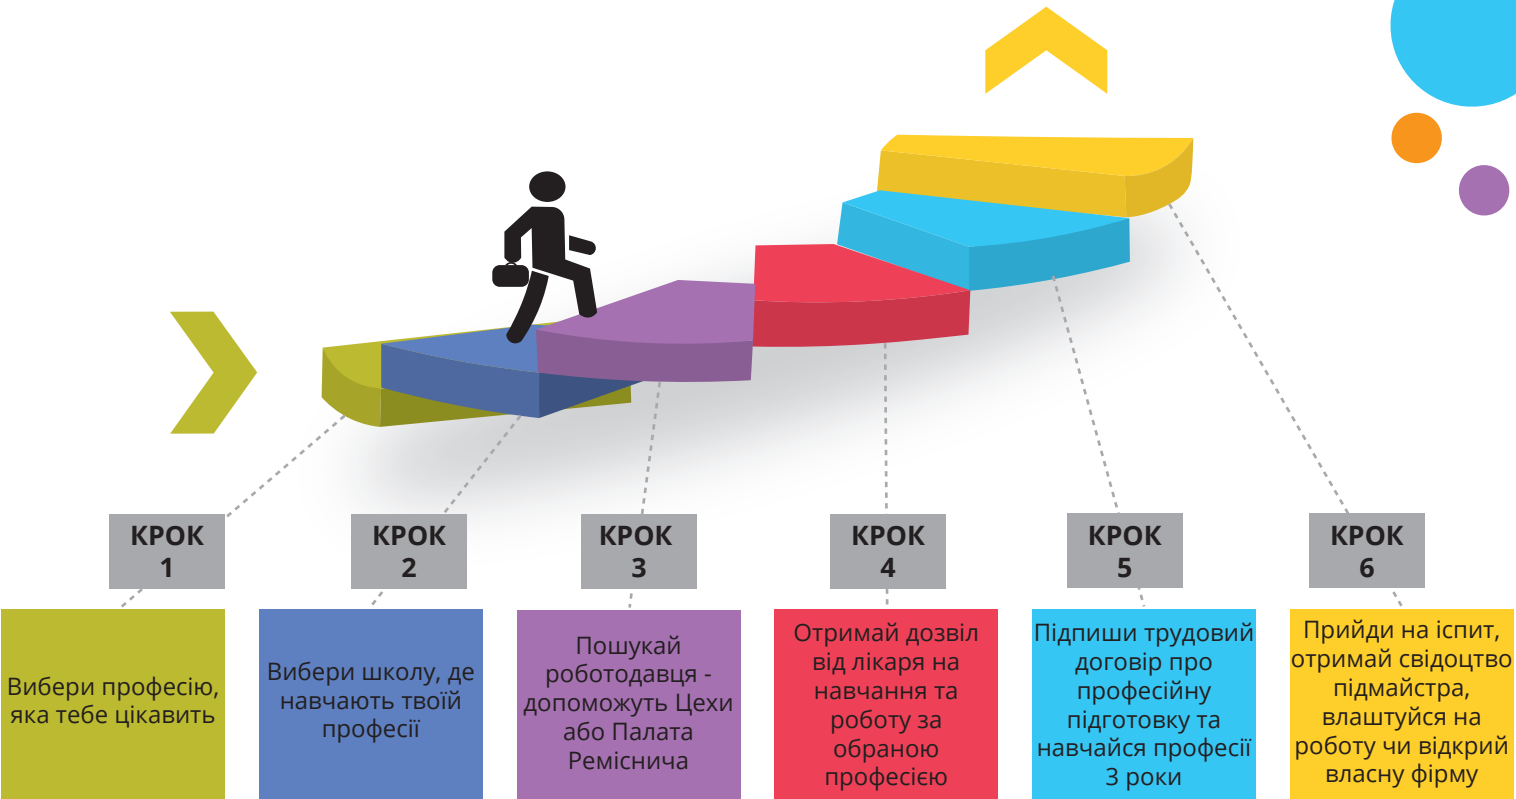 КРОК
1
Вибери професію,
яка тебе цікавить
КРОК
2
Вибери школу, де
навчають твоїй
професії
КРОК
3
Пошукай
роботодавця -
допоможуть Цехи
або Палата
Реміснича
КРОК
4
Отримай дозвіл
від лікаря на
навчання та
роботу за
обраною
професією
КРОК
5
Підпиши трудовий
договір про
професійну
підготовку та
навчайся професії
3 роки
КРОК
6
Прийди на іспит,
отримай свідоцтво
підмайстра,
влаштуйся на
роботу чи відкрий
власну фірму